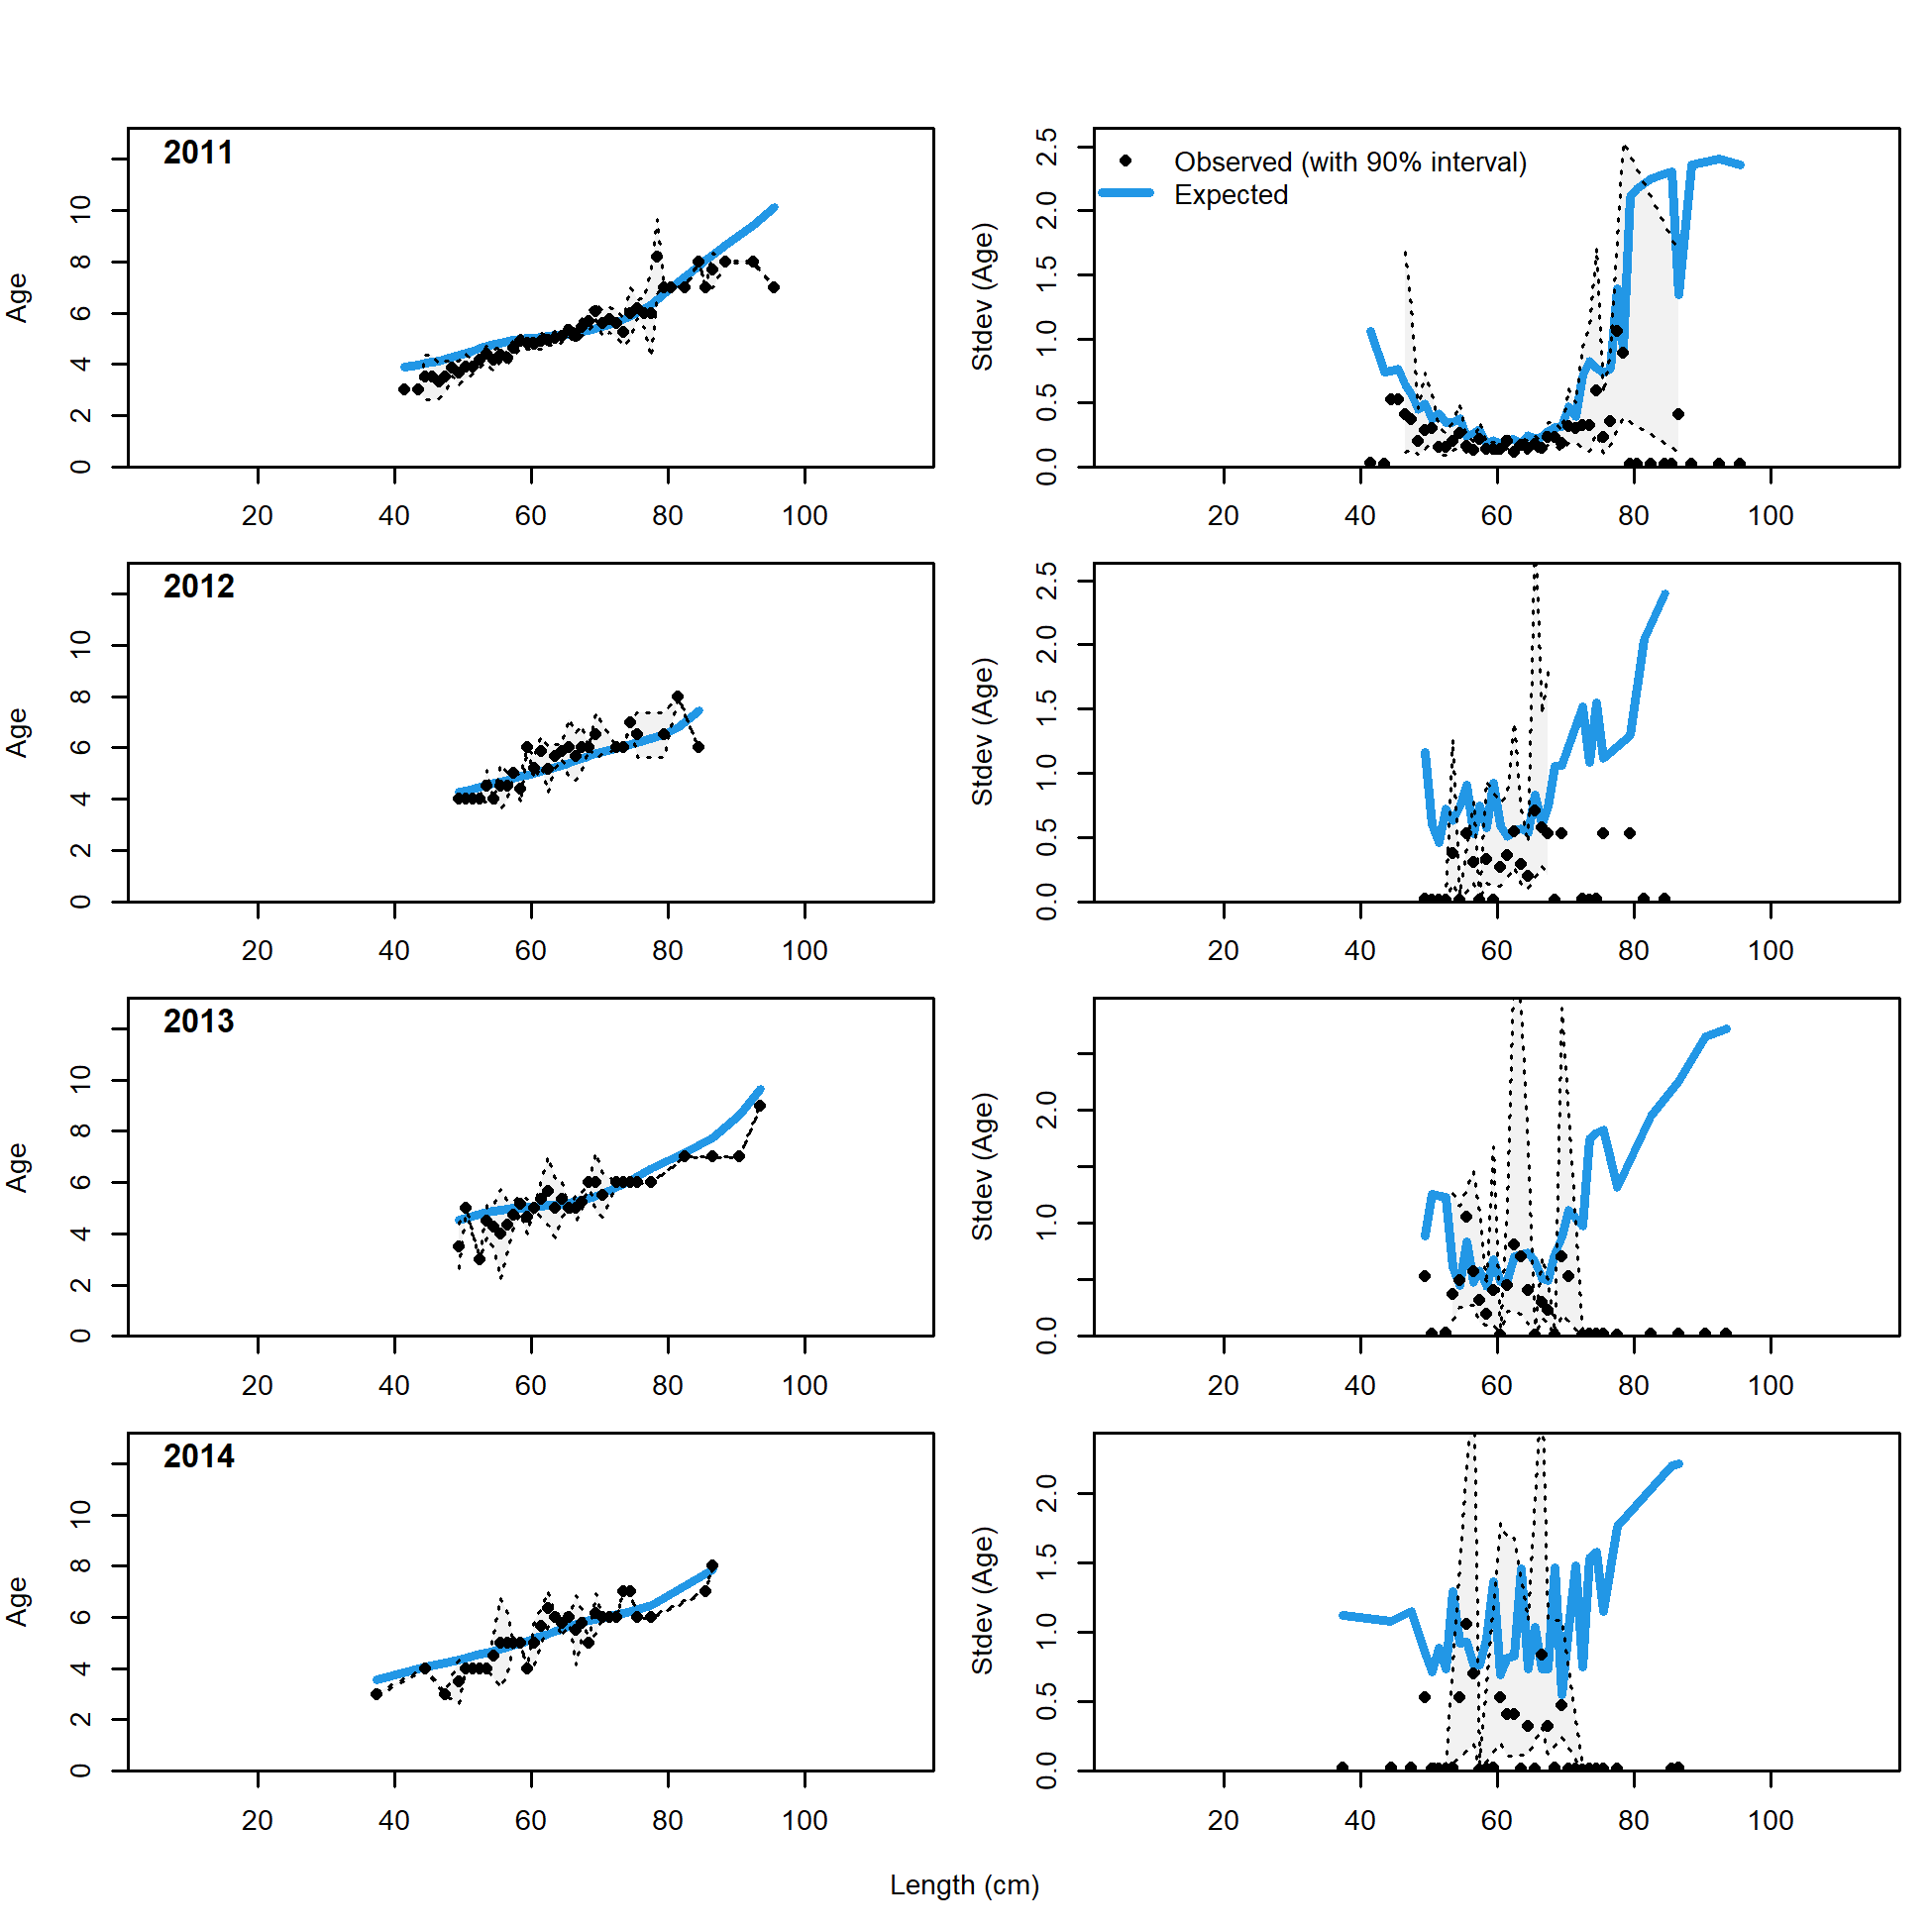 2011
Age
0 2 4 6 8 10
20 40 60 80 100
Observed (with 90% interval)
Expected
Stdev (Age)
0.0 0.5 1.0 1.5 2.0 2.5
20 40 60 80 100
2012
Age
0 2 4 6 8 10
20 40 60 80 100
Stdev (Age)
0.0 0.5 1.0 1.5 2.0 2.5
20 40 60 80 100
2013
Age
0 2 4 6 8 10
20 40 60 80 100
Stdev (Age)
0.0 1.0 2.0
20 40 60 80 100
2014
Age
0 2 4 6 8 10
20 40 60 80 100
Stdev (Age)
0.0 0.5 1.0 1.5 2.0
20 40 60 80 100
Length (cm)